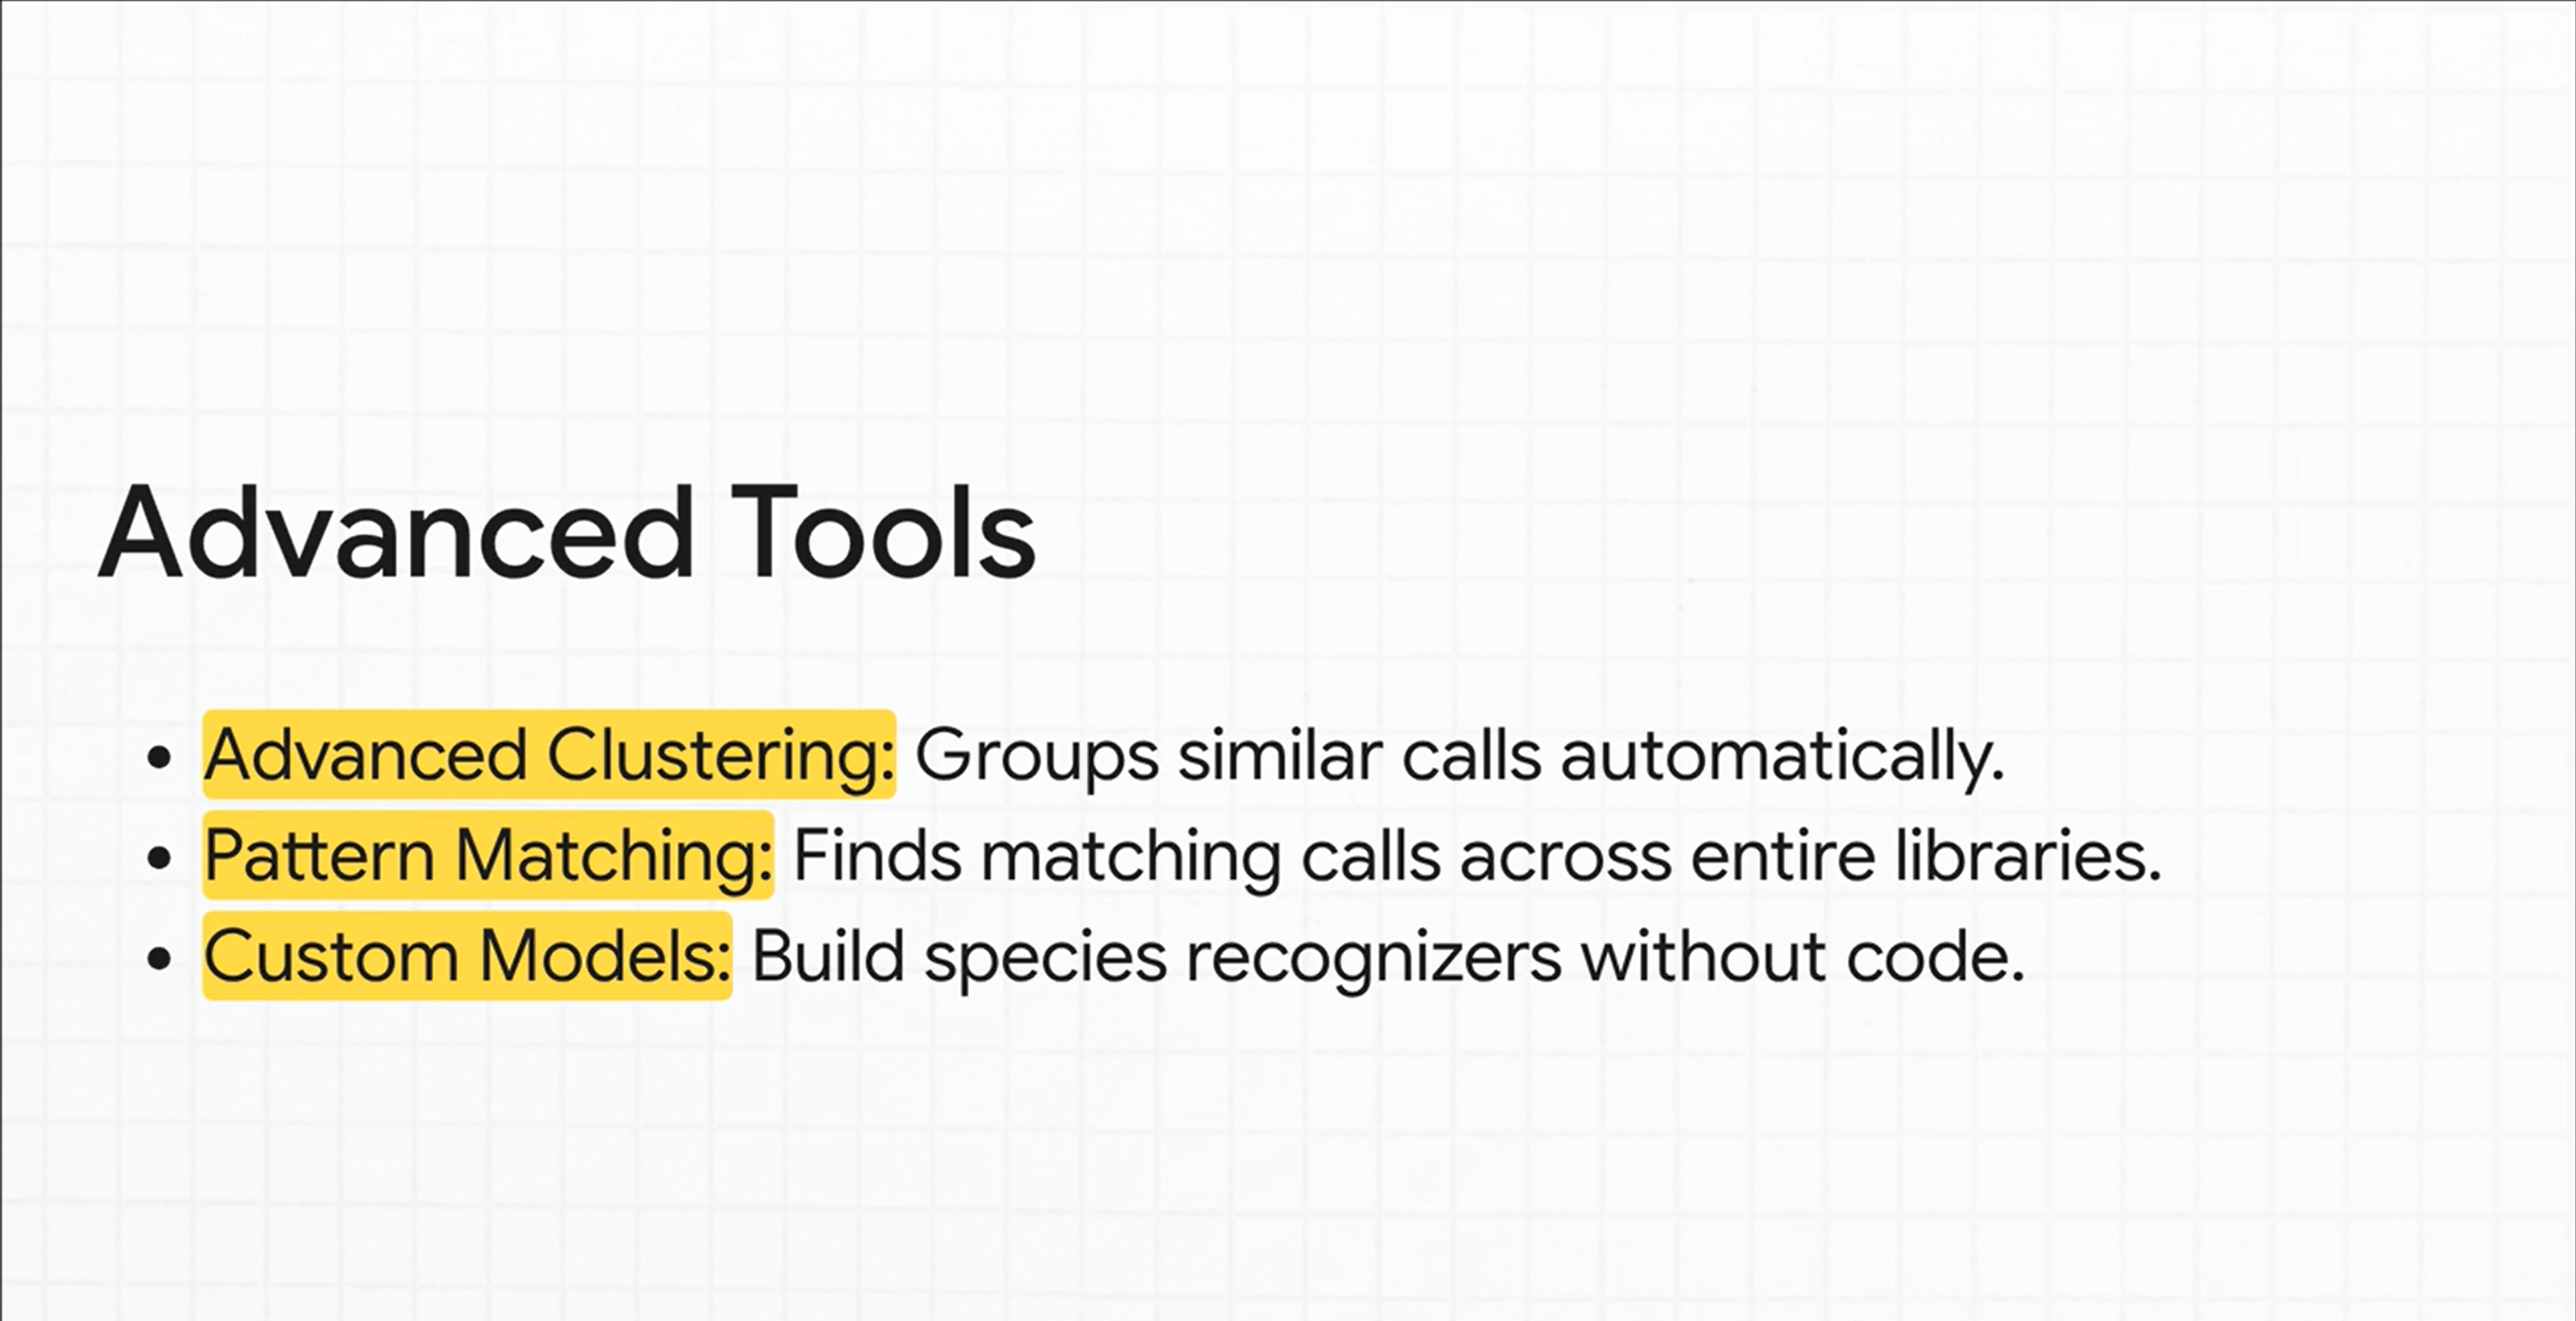 Advanced Tools
• Advanced Clustering: Groups similar calls automatically.
• Pattern Matching: Finds matching calls across entire libraries.
• Custom Models: Build species recognizers without code.